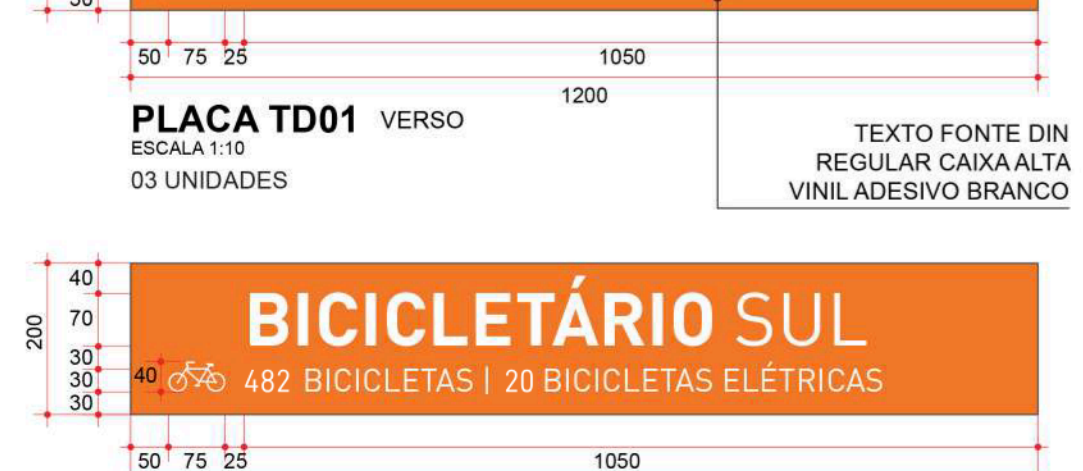 30
50 75 25 1050
1200
PLACA TD01 VERSO
ESCALA 1:10
03 UNIDADES
TEXTO FONTE DIN
REGULAR CAIXA ALTA
VINIL ADESIVO BRANCO
200
40
70
30
30
30
BICICLETÁRIO SUL
40 482 BICICLETAS | 20 BICICLETAS ELÉTRICAS
50 75 25 1050